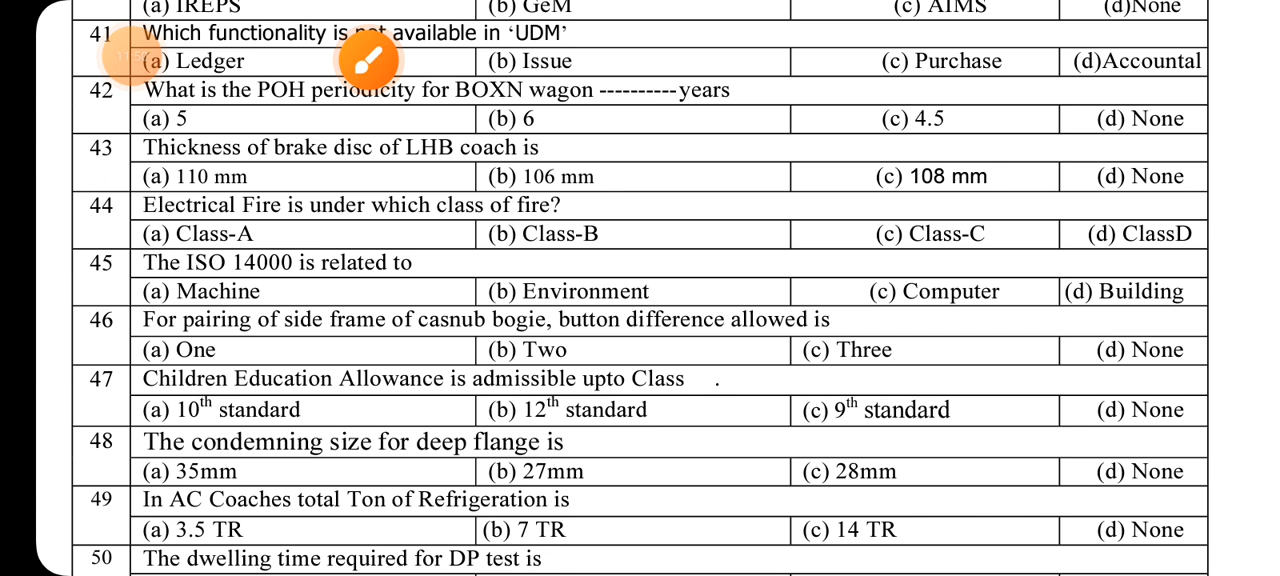 (a) IREPS (b) GeM (c) AIMS (d)None
41 Which functionality is not available in ‘UDM’
(a) Ledger (b) Issue (c) Purchase (d)Accountal
42 What is the POH periodicity for BOXN wagon ----------years
(a) 5 (b) 6 (c) 4.5 (d) None
43 Thickness of brake disc of LHB coach is
(a) 110 mm (b) 106 mm (c) 108 mm (d) None
44 Electrical Fire is under which class of fire?
(a) Class-A (b) Class-B (c) Class-C (d) ClassD
45 The ISO 14000 is related to
(a) Machine (b) Environment (c) Computer (d) Building
46 For pairing of side frame of casnub bogie, button difference allowed is
(a) One (b) Two (c) Three (d) None
47 Children Education Allowance is admissible upto Class .
(a) 10th standard (b) 12th standard (c) 9th standard (d) None
48 The condemning size for deep flange is
(a) 35mm (b) 27mm (c) 28mm (d) None
49 In AC Coaches total Ton of Refrigeration is
(a) 3.5 TR (b) 7 TR (c) 14 TR (d) None
50 The dwelling time required for DP test is